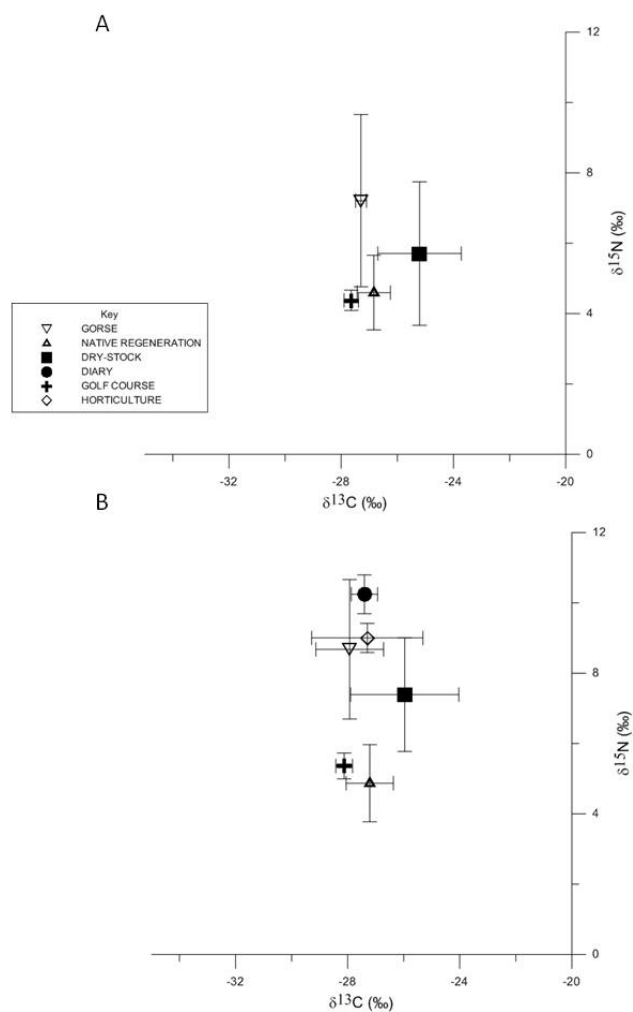 A
12
8
4
0
δ15N (‰)
Key
GORSE
NATIVE REGENERATION
DRY-STOCK
DIARY
GOLF COURSE
HORTICULTURE
-32
-28
-24
-20
δ13C (‰)
B
12
8
4
0
δ15N (‰)
-32
-28
-24
-20
δ13C (‰)